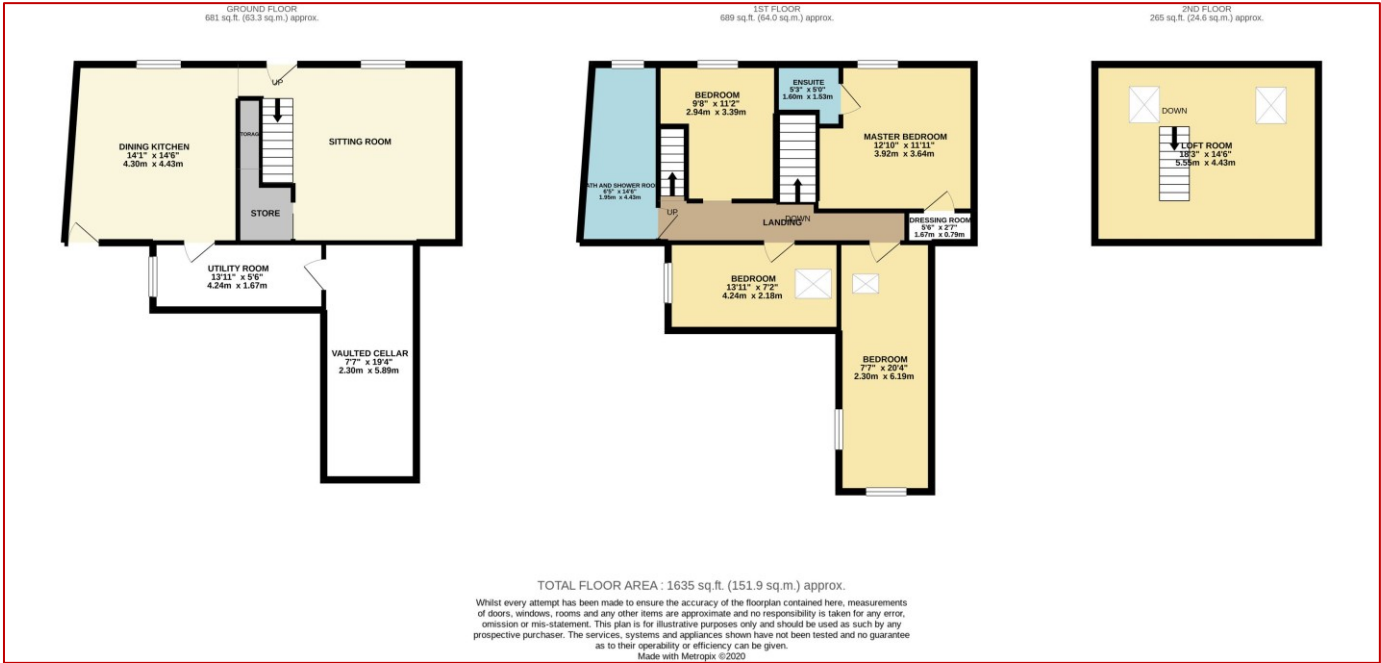 GROUND FLOOR
681 sq.ft. (63.3 sq.m.) approx.
UP
DINING KITCHEN
14'1" x 14'6"
4.30m x 4.43m
TORAG
SITTING ROOM
STORE
UTILITY ROOM
13'11" x 5'6"
4.24m x 1.67m
VAULTED CELLAR
7'7" x 19'4"
2.30m x 5.89m
1ST FLOOR
689 sq.ft. (64.0 sq.m.) approx.
BEDROOM
9'8" x 11'2"
2.94m x 3.39m
ENSUITE
5'3" x 5'0"
1.60m x 1.53m
MASTER BEDROOM
12'10" x 11'11"
3.92m x 3.64m
ATH AND SHOWER ROO
6'5" x 14'6"
1.95m x 4.43m
UP
LANDING
DOWN
DRESSING ROOM
5'6" x 2'7"
1.67m x 0.79m
BEDROOM
13'11" x 7'2"
4.24m x 2.18m
BEDROOM
7'7" x 20'4"
2.30m x 6.19m
2ND FLOOR
265 sq.ft. (24.6 sq.m.) approx.
DOWN
LOFT ROOM
18'3" x 14'6"
5.55m x 4.43m
TOTAL FLOOR AREA : 1635 sq.ft. (151.9 sq.m.) approx.
Whilst every attempt has been made to ensure the accuracy of the floorplan contained here, measurements
of doors, windows, rooms and any other items are approximate and no responsibility is taken for any error,
omission or mis-statement. This plan is for illustrative purposes only and should be used as such by any
prospective purchaser. The services, systems and appliances shown have not been tested and no guarantee
as to their operability or efficiency can be given.
Made with Metropix ©2020